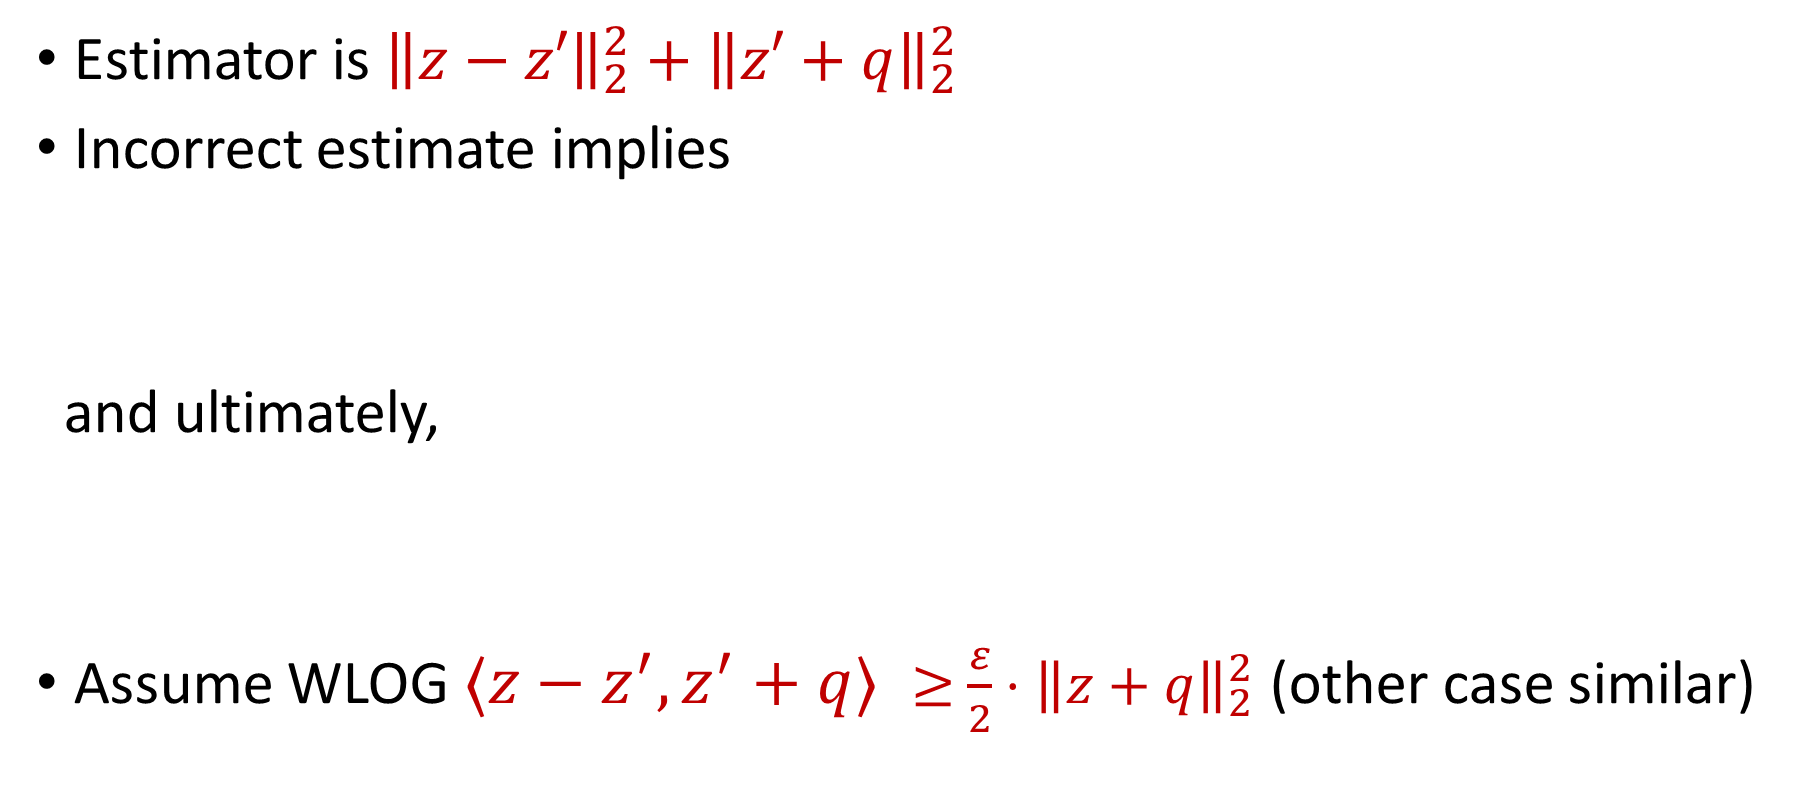 • Estimator is ‖z − z′‖₂² + ‖z′ + q‖₂²
• Incorrect estimate implies
and ultimately,
• Assume WLOG ⟨z − z′, z′ + q⟩ ≥ ε/2 · ‖z + q‖₂² (other case similar)